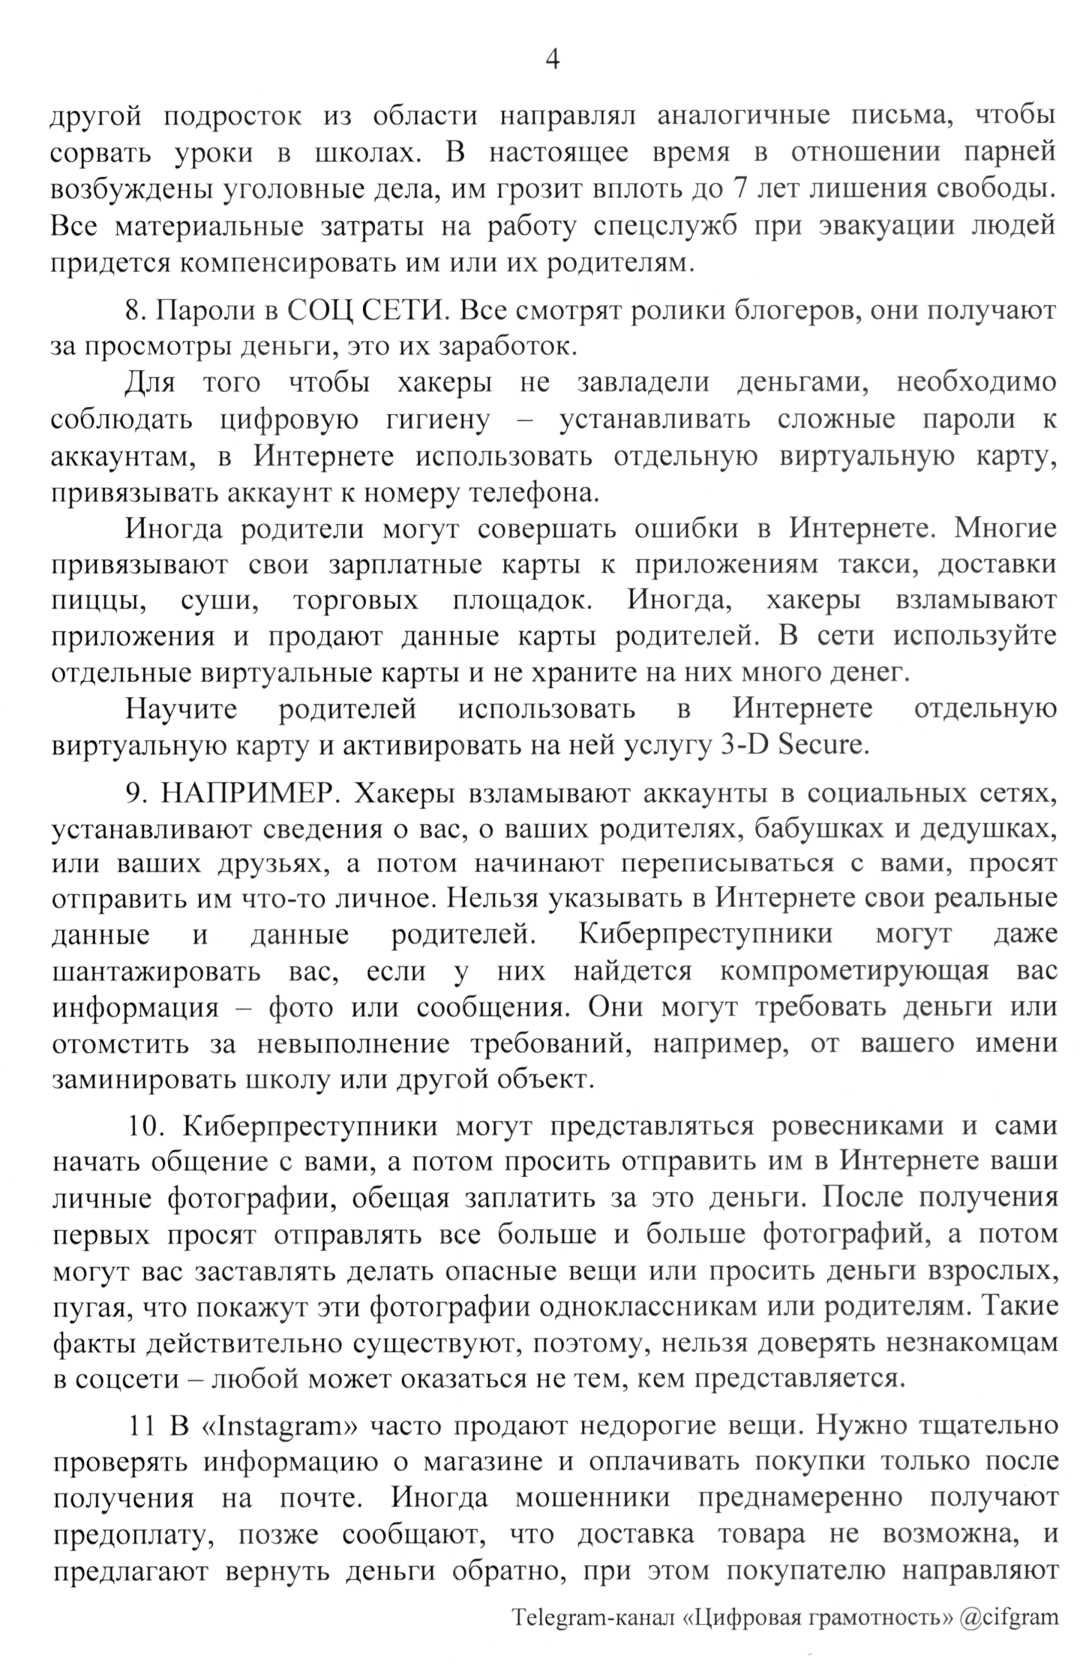 4
другой подросток из области направлял аналогичные письма, чтобы
сорвать уроки в школах. В настоящее время в отношении парней
возбуждены уголовные дела, им грозит вплоть до 7 лет лишения свободы.
Все материальные затраты на работу спецслужб при эвакуации людей
придется компенсировать им или их родителям.
8. Пароли в СОЦ СЕТИ. Все смотрят ролики блогеров, они получают
за просмотры деньги, это их заработок.
Для того чтобы хакеры не завладели деньгами, необходимо
соблюдать цифровую гигиену – устанавливать сложные пароли к
аккаунтам, в Интернете использовать отдельную виртуальную карту,
привязывать аккаунт к номеру телефона.
Иногда родители могут совершать ошибки в Интернете. Многие
привязывают свои зарплатные карты к приложениям такси, доставки
пиццы, суши, торговых площадок. Иногда, хакеры взламывают
приложения и продают данные карты родителей. В сети используйте
отдельные виртуальные карты и не храните на них много денег.
Научите родителей использовать в Интернете отдельную
виртуальную карту и активировать на ней услугу 3-D Secure.
9. НАПРИМЕР. Хакеры взламывают аккаунты в социальных сетях,
устанавливают сведения о вас, о ваших родителях, бабушках и дедушках,
или ваших друзьях, а потом начинают переписываться с вами, просят
отправить им что-то личное. Нельзя указывать в Интернете свои реальные
данные и данные родителей. Киберпреступники могут даже
шантажировать вас, если у них найдется компрометирующая вас
информация – фото или сообщения. Они могут требовать деньги или
отомстить за невыполнение требований, например, от вашего имени
заминировать школу или другой объект.
10. Киберпреступники могут представляться ровесниками и сами
начать общение с вами, а потом просить отправить им в Интернете ваши
личные фотографии, обещая заплатить за это деньги. После получения
первых просят отправлять все больше и больше фотографий, а потом
могут вас заставлять делать опасные вещи или просить деньги взрослых,
пугая, что покажут эти фотографии одноклассникам или родителям. Такие
факты действительно существуют, поэтому, нельзя доверять незнакомцам
в соцсети – любой может оказаться не тем, кем представляется.
11 В «Instagram» часто продают недорогие вещи. Нужно тщательно
проверять информацию о магазине и оплачивать покупки только после
получения на почте. Иногда мошенники преднамеренно получают
предоплату, позже сообщают, что доставка товара не возможна, и
предлагают вернуть деньги обратно, при этом покупателю направляют
Telegram-канал «Цифровая грамотность» @cifgram